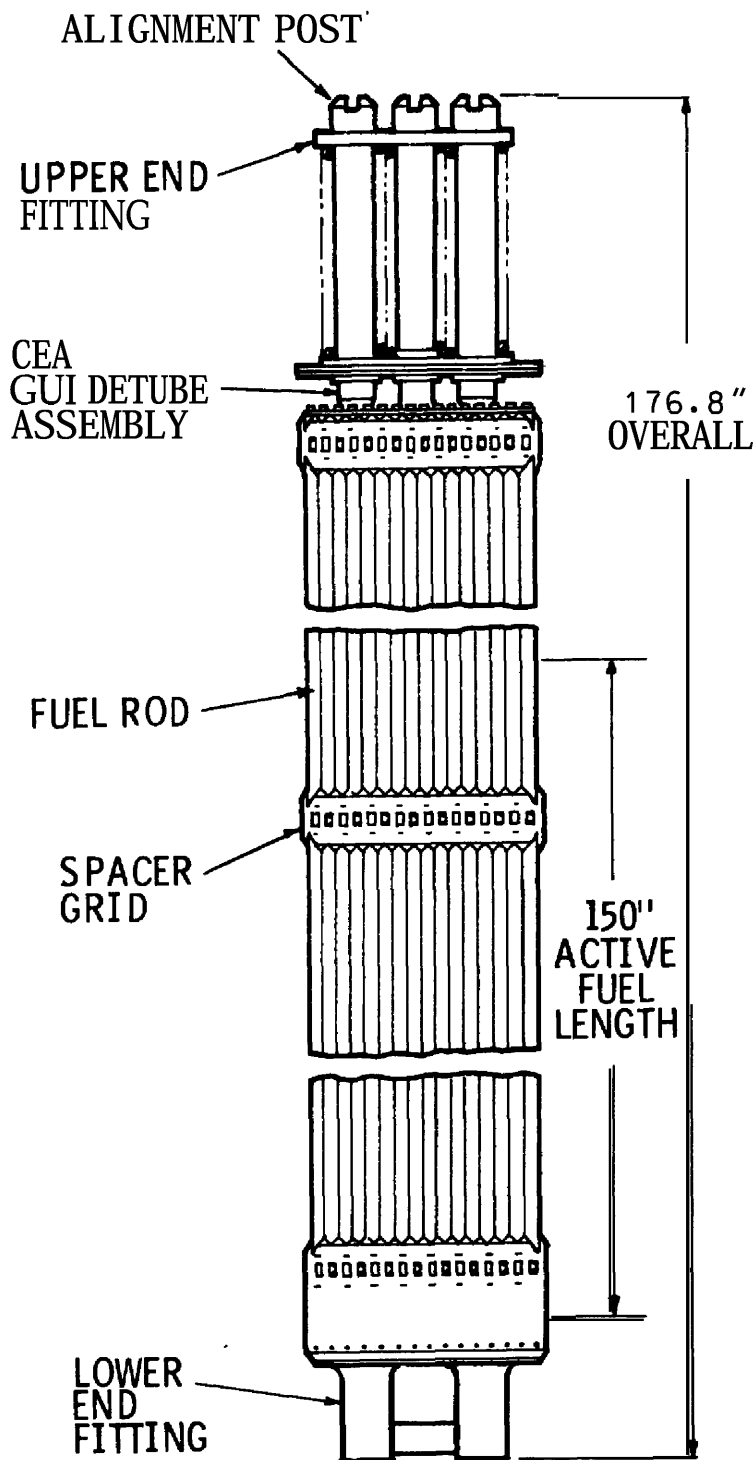 ALIGNMENT POST
UPPER END
FITTING
CEA
GUI DETUBE
ASSEMBLY
176.8"
OVERALL
FUEL ROD
SPACER
GRID
150"
ACTIVE
FUEL
LENGTH
LOWER
END
FITTING